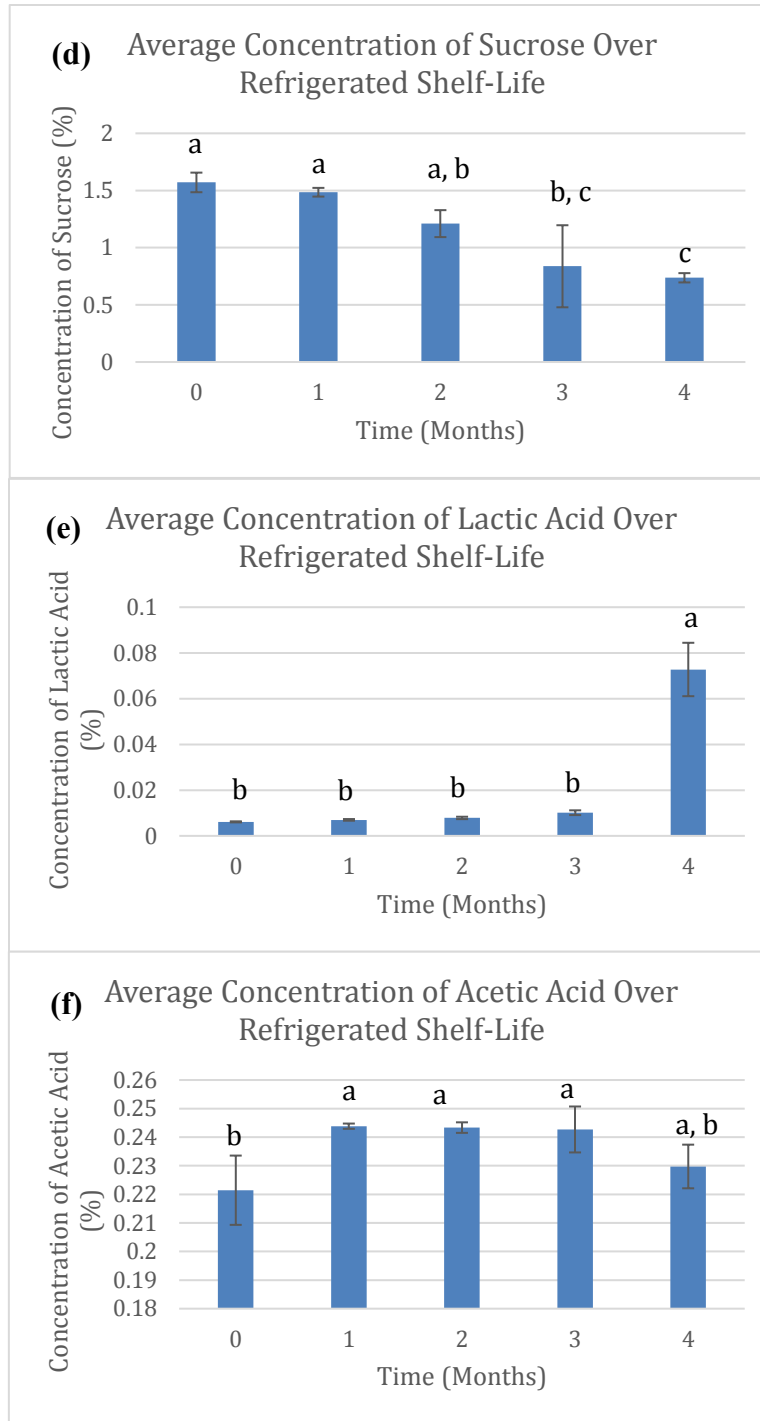 (d) Average Concentration of Sucrose Over
Refrigerated Shelf-Life
Concentration of Sucrose (%)
2
1.5
1
0.5
0
a
a
a, b
b, c
c
0 1 2 3 4
Time (Months)
(e) Average Concentration of Lactic Acid Over
Refrigerated Shelf-Life
Concentration of Lactic Acid
(%)
0.1
0.08
0.06
0.04
0.02
0
b
b
b
b
a
0 1 2 3 4
Time (Months)
(f) Average Concentration of Acetic Acid Over
Refrigerated Shelf-Life
Concentration of Acetic Acid
(%)
0.26
0.25
0.24
0.23
0.22
0.21
0.2
0.19
0.18
b
a
a
a
a, b
0 1 2 3 4
Time (Months)